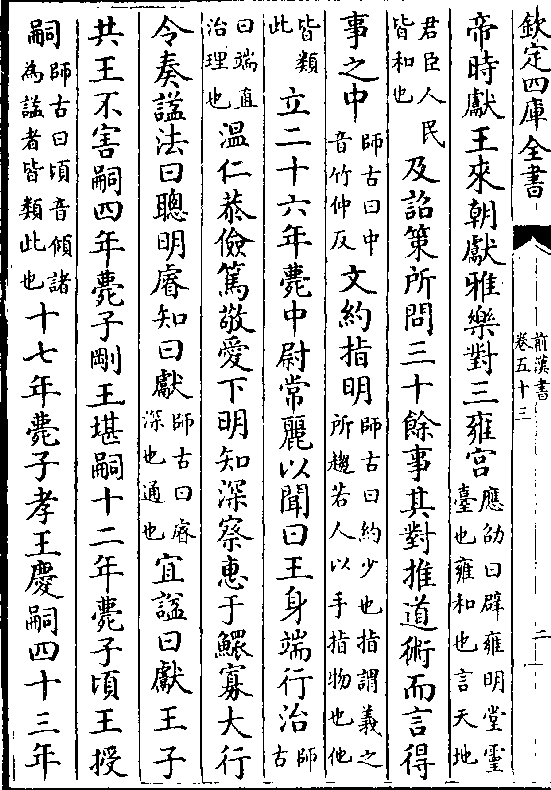 欽定四庫全書
前漢書
卷五十三
二
帝時獻王來朝獻雅樂對三雍宮應劭曰辟雍明堂靈臺也雍和也言天地
君臣人民皆和也及詔策所問三十餘事其對推道術而言得
事之中師古曰中音竹仲反文約指明師古曰約少也指謂義之所趨若人以手指物也他
皆類此立二十六年薨中尉常麗以聞曰王身端行治師古
曰端直治理也温仁恭儉篤敬愛下明知深察惠于鰥寡大行
令奏諡法曰聰明睿知曰獻師古曰睿深也通也宜諡曰獻王子
共王不害嗣四年薨子剛王堪嗣十二年薨子頃王授
嗣師古曰頃音傾諸為諡者皆類此也十七年薨子孝王慶嗣四十三年